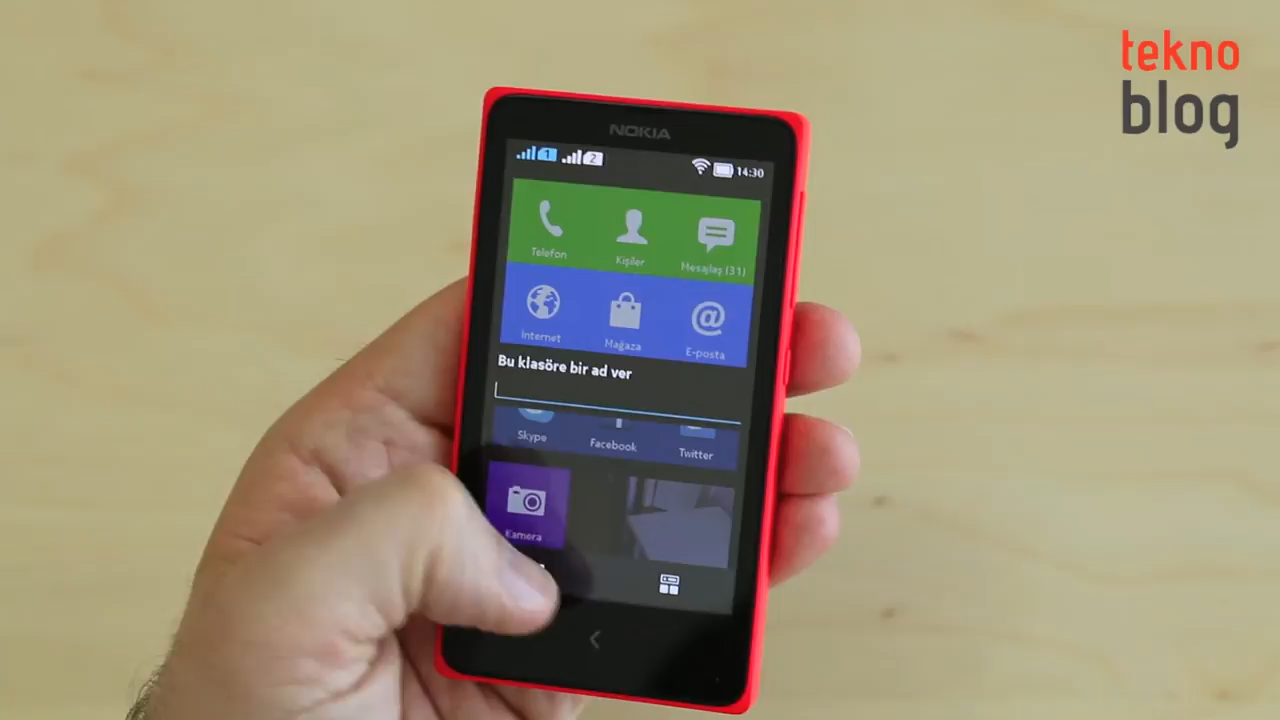 tekno
blog
NOKIA
1 2 14:30
Telefon Kişiler Mesajlaş (31)
İnternet Mağaza E-posta
Bu klasöre bir ad ver
Skype Facebook Twitter
Kamera